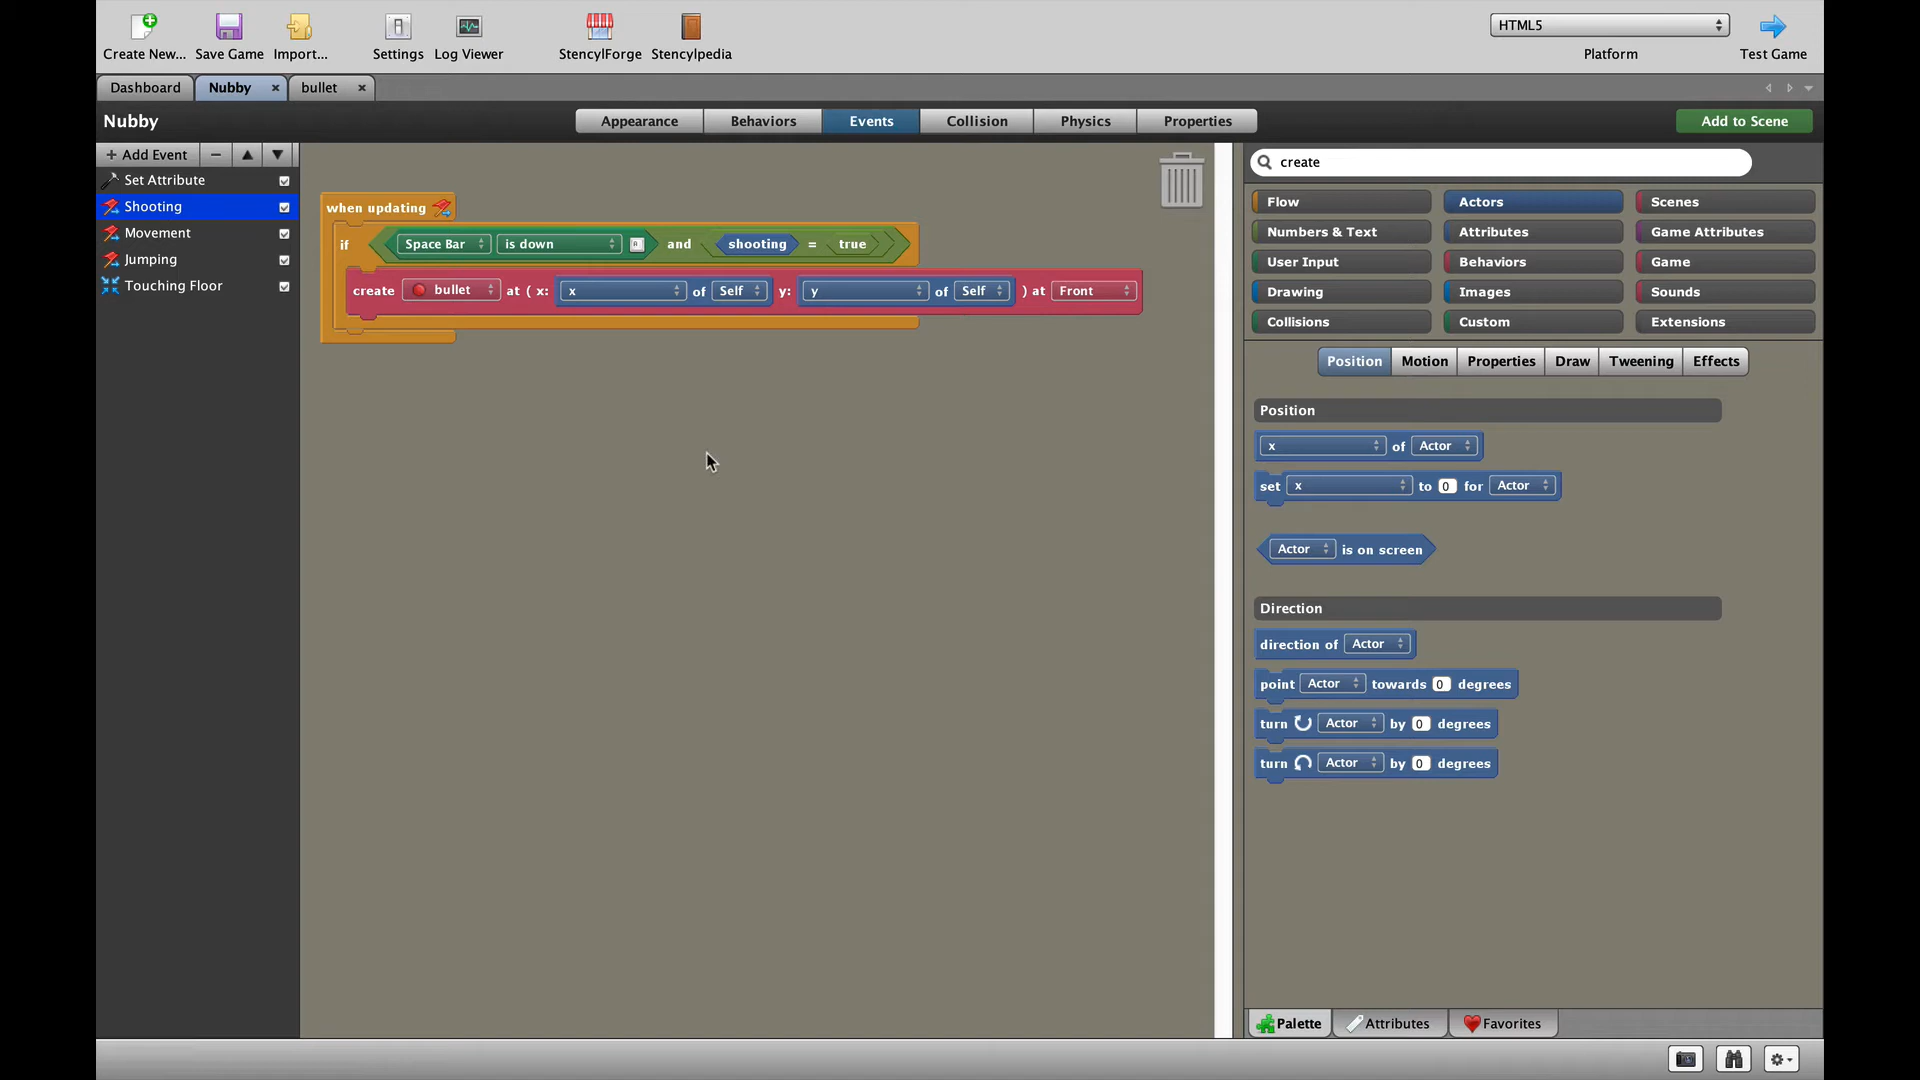 Create New... Save Game Import... Settings Log Viewer StencylForge Stencylpedia HTML5 Platform Test Game
Dashboard Nubby × bullet ×
Nubby Appearance Behaviors Events Collision Physics Properties Add to Scene
+ Add Event − ▲ ▼
Set Attribute
Shooting
Movement
Jumping
Touching Floor
when updating
if Space Bar is down and shooting = true
create bullet at ( x: x of Self y: y of Self ) at Front
create
Flow Actors Scenes
Numbers & Text Attributes Game Attributes
User Input Behaviors Game
Drawing Images Sounds
Collisions Custom Extensions
Position Motion Properties Draw Tweening Effects
Position
x of Actor
set x to 0 for Actor
Actor is on screen
Direction
direction of Actor
point Actor towards 0 degrees
turn Actor by 0 degrees
turn Actor by 0 degrees
Palette Attributes Favorites